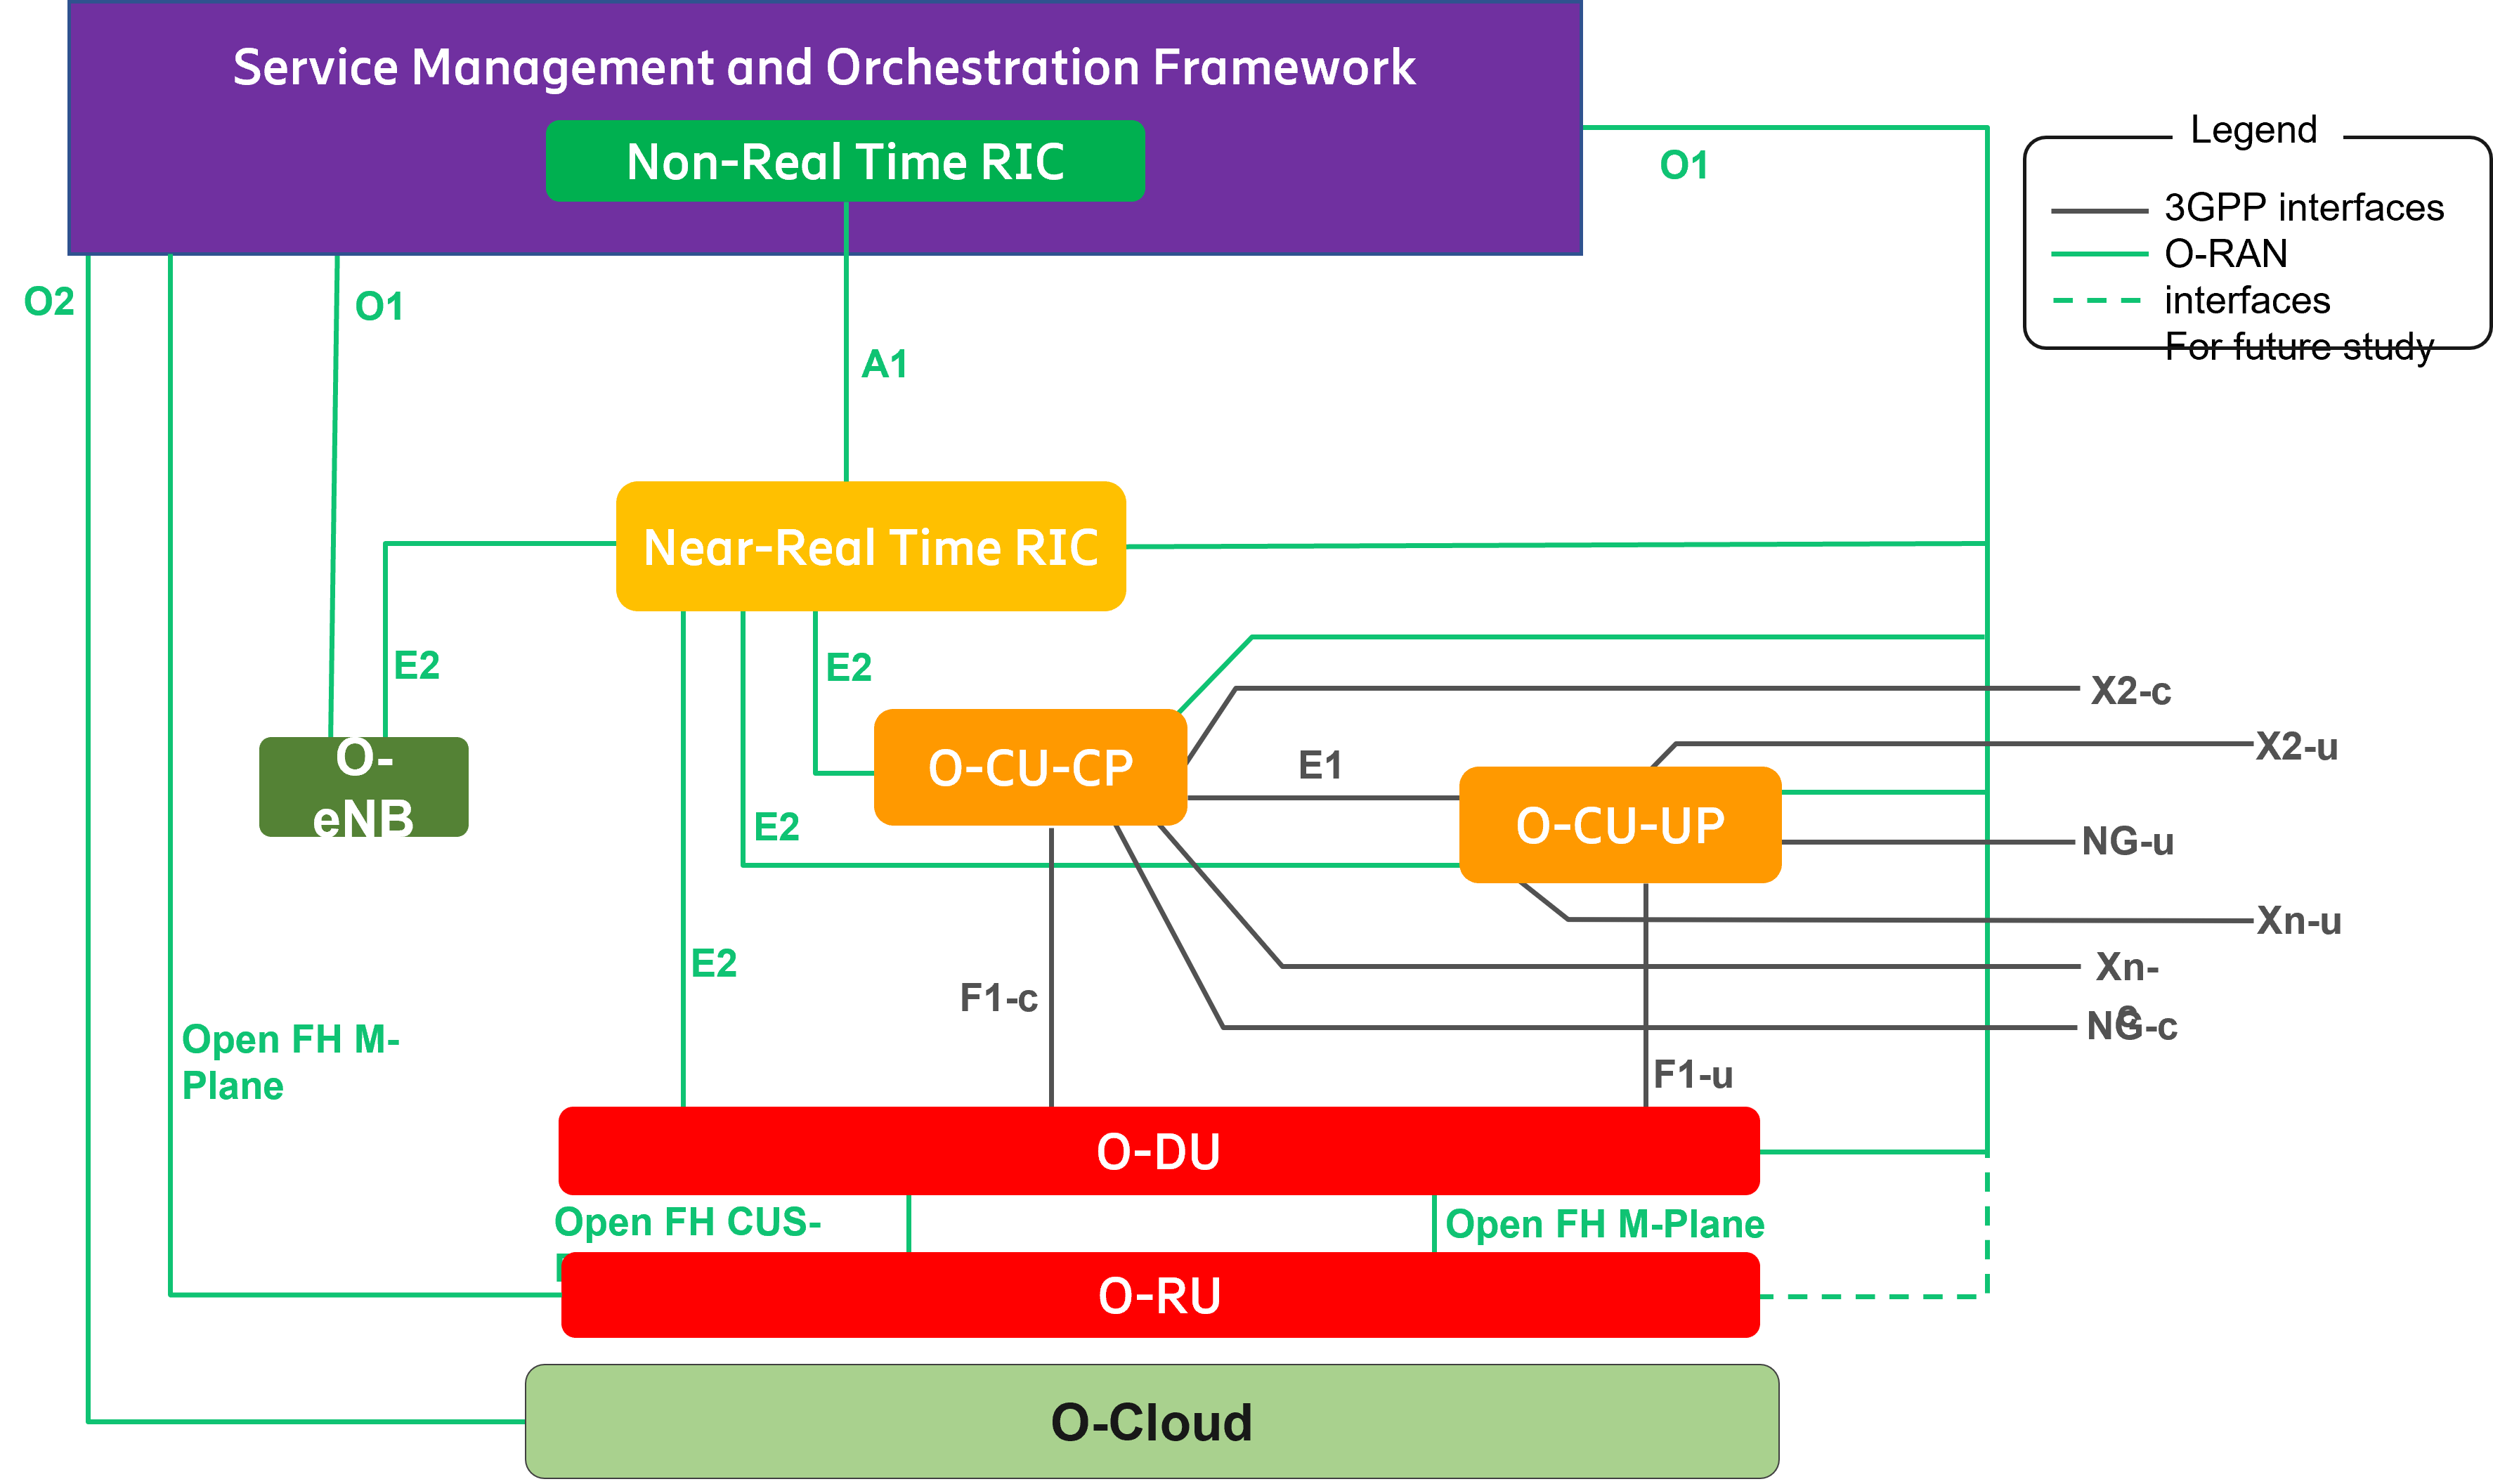 Service Management and Orchestration Framework
Non-Real Time RIC
Legend
3GPP interfaces
O-RAN
interfaces
For future study
O1
O2
O1
A1
Near-Real Time RIC
E2
E2
X2-c
X2-u
O-
eNB
O-CU-CP
E1
O-CU-UP
E2
NG-u
Xn-u
E2
F1-c
Xn-
c
NG-c
Open FH M-
Plane
F1-u
O-DU
Open FH CUS-
Open FH M-Plane
O-RU
O-Cloud